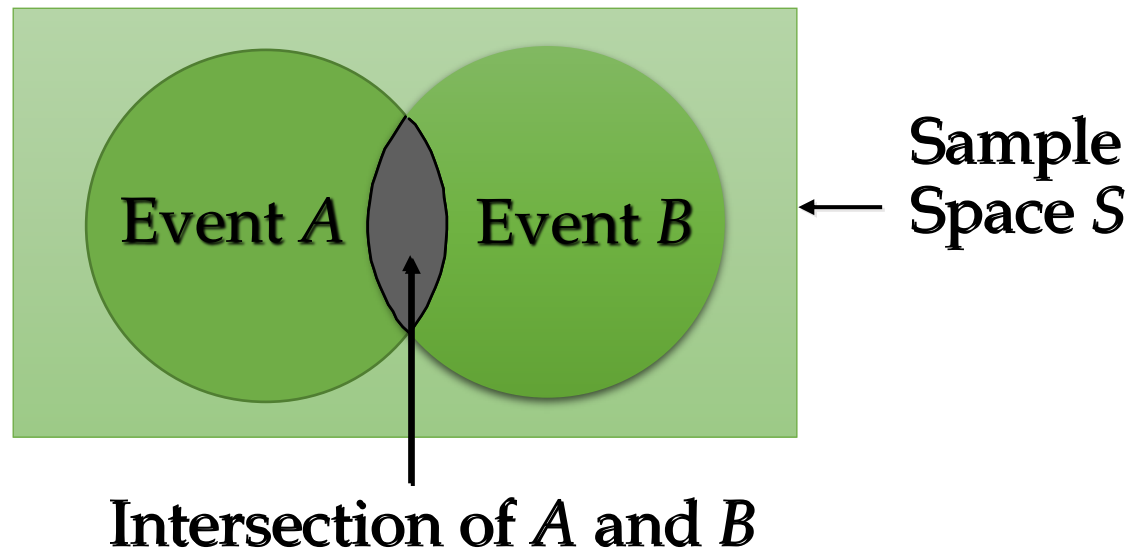 Sample
Space S
Event A
Event B
Intersection of A and B